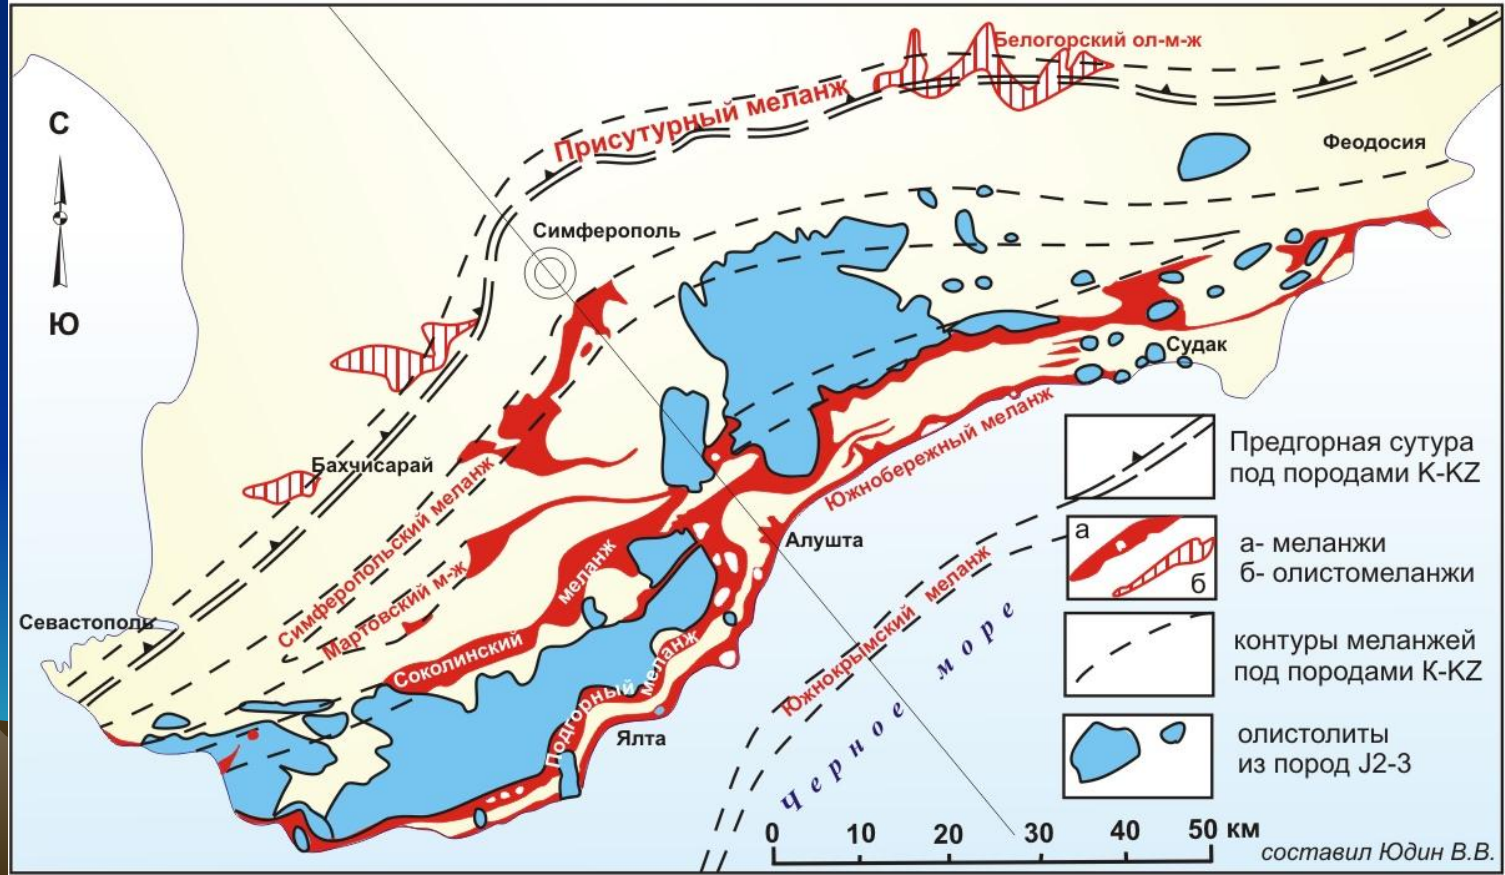 Белогорский ол-м-ж
Присутурный меланж
С
Ю
Феодосия
Симферополь
Судак
Бахчисарай
Южнобережный меланж
Симферопольский меланж
Мартовский м-ж
Алушта
Севастополь
Соколинский меланж
Подгорный меланж
Ялта
Южнокрымский меланж
Черное море
Предгорная сутура
под породами K-KZ
а
б
а- меланжи
б- олистомеланжи
контуры меланжей
под породами K-KZ
олистолиты
из пород J2-3
0 10 20 30 40 50 км
составил Юдин В.В.